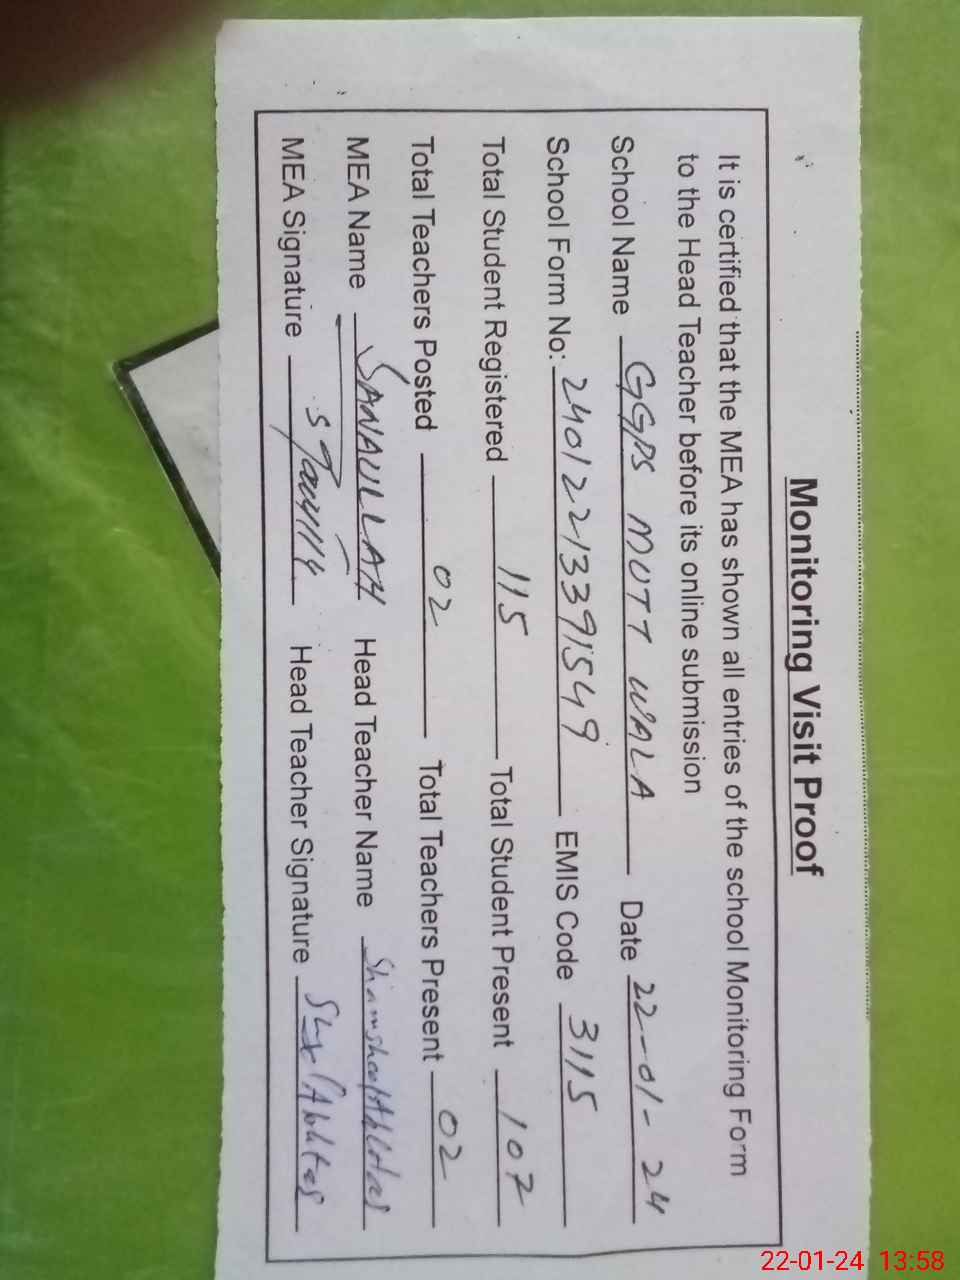 Monitoring Visit Proof
It is certified that the MEA has shown all entries of the school Monitoring Form
to the Head Teacher before its online submission
School Name GGPS MUTT WALA Date 22-01-24
School Form No: 24012213391549 EMIS Code 3115
Total Student Registered 115 Total Student Present 107
Total Teachers Posted 02 Total Teachers Present 02
MEA Name SANAULLAH Head Teacher Name
MEA Signature Head Teacher Signature
22-01-24 13:58